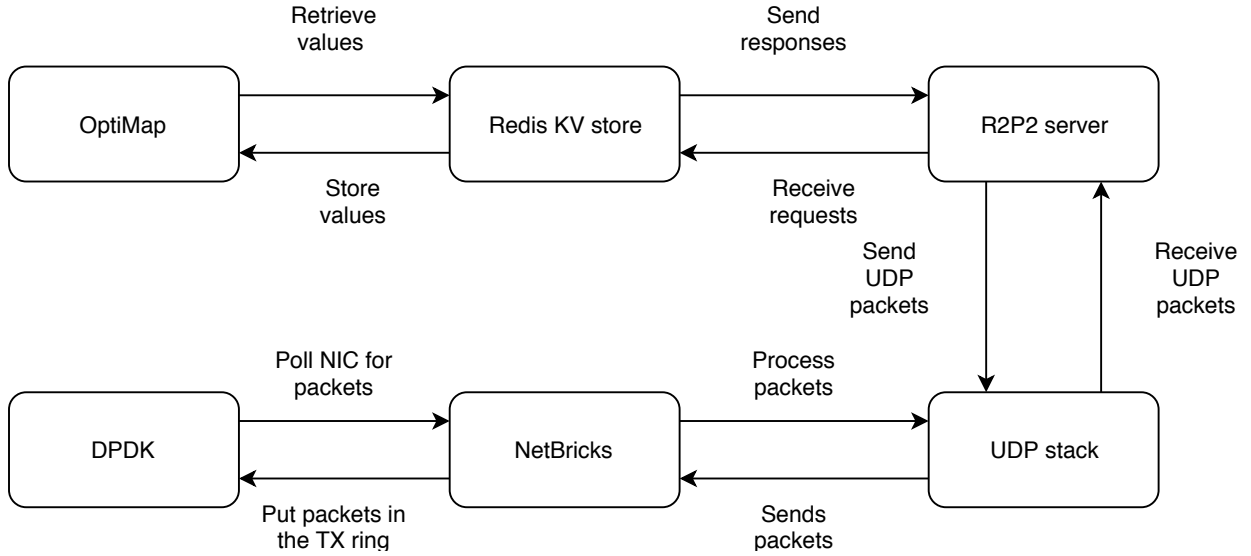 Retrieve
values
Send
responses
OptiMap
Redis KV store
R2P2 server
Store
values
Receive
requests
Send
UDP
packets
Receive
UDP
packets
Poll NIC for
packets
Process
packets
DPDK
NetBricks
UDP stack
Put packets in
the TX ring
Sends
packets